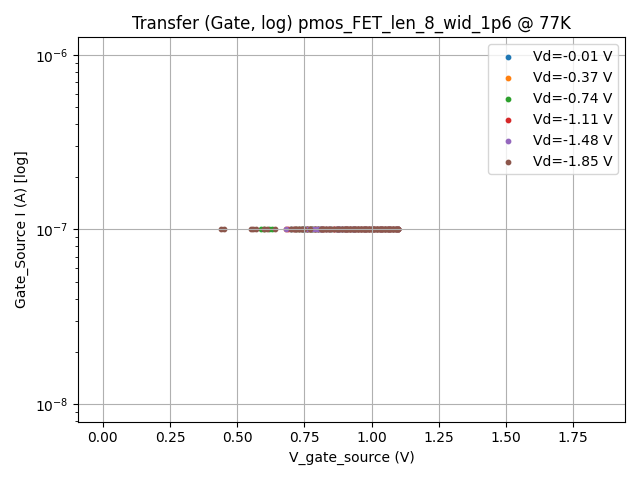 Transfer (Gate, log) pmos_FET_len_8_wid_1p6 @ 77K
Gate_Source I (A) [log]
10⁻⁶
10⁻⁷
10⁻⁸
Vd=-0.01 V
Vd=-0.37 V
Vd=-0.74 V
Vd=-1.11 V
Vd=-1.48 V
Vd=-1.85 V
0.00 0.25 0.50 0.75 1.00 1.25 1.50 1.75
V_gate_source (V)